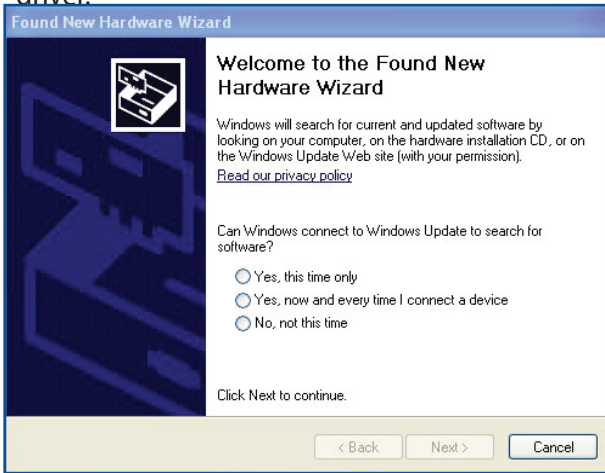 driver.
Found New Hardware Wizard
Welcome to the Found New
Hardware Wizard
Windows will search for current and updated software by
looking on your computer, on the hardware installation CD, or on
the Windows Update Web site (with your permission).
Read our privacy policy
Can Windows connect to Windows Update to search for
software?
Yes, this time only
Yes, now and every time I connect a device
No, not this time
Click Next to continue.
< Back
Next >
Cancel